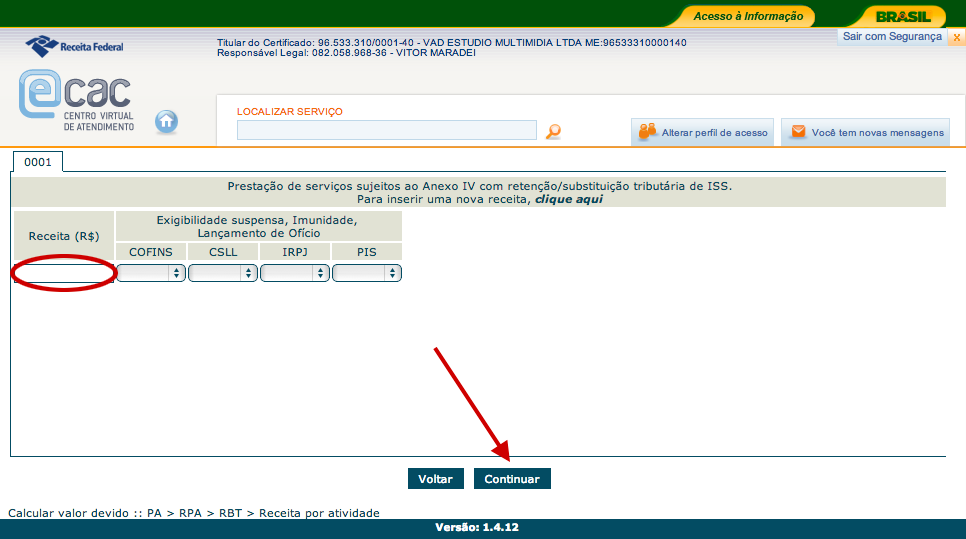 Acesso à Informação
BRASIL
Receita Federal
Titular do Certificado: 96.533.310/0001-40 - VAD ESTUDIO MULTIMIDIA LTDA ME:96533310000140
Responsável Legal: 082.058.968-36 - VITOR MARADEI
Sair com Segurança x
ecac
CENTRO VIRTUAL
DE ATENDIMENTO
LOCALIZAR SERVIÇO
Alterar perfil de acesso
Você tem novas mensagens
0001
Prestação de serviços sujeitos ao Anexo IV com retenção/substituição tributária de ISS.
Para inserir uma nova receita, clique aqui
Receita (R$)
Exigibilidade suspensa, Imunidade,
Lançamento de Ofício
COFINS CSLL IRPJ PIS
Voltar Continuar
Calcular valor devido :: PA > RPA > RBT > Receita por atividade
Versão: 1.4.12